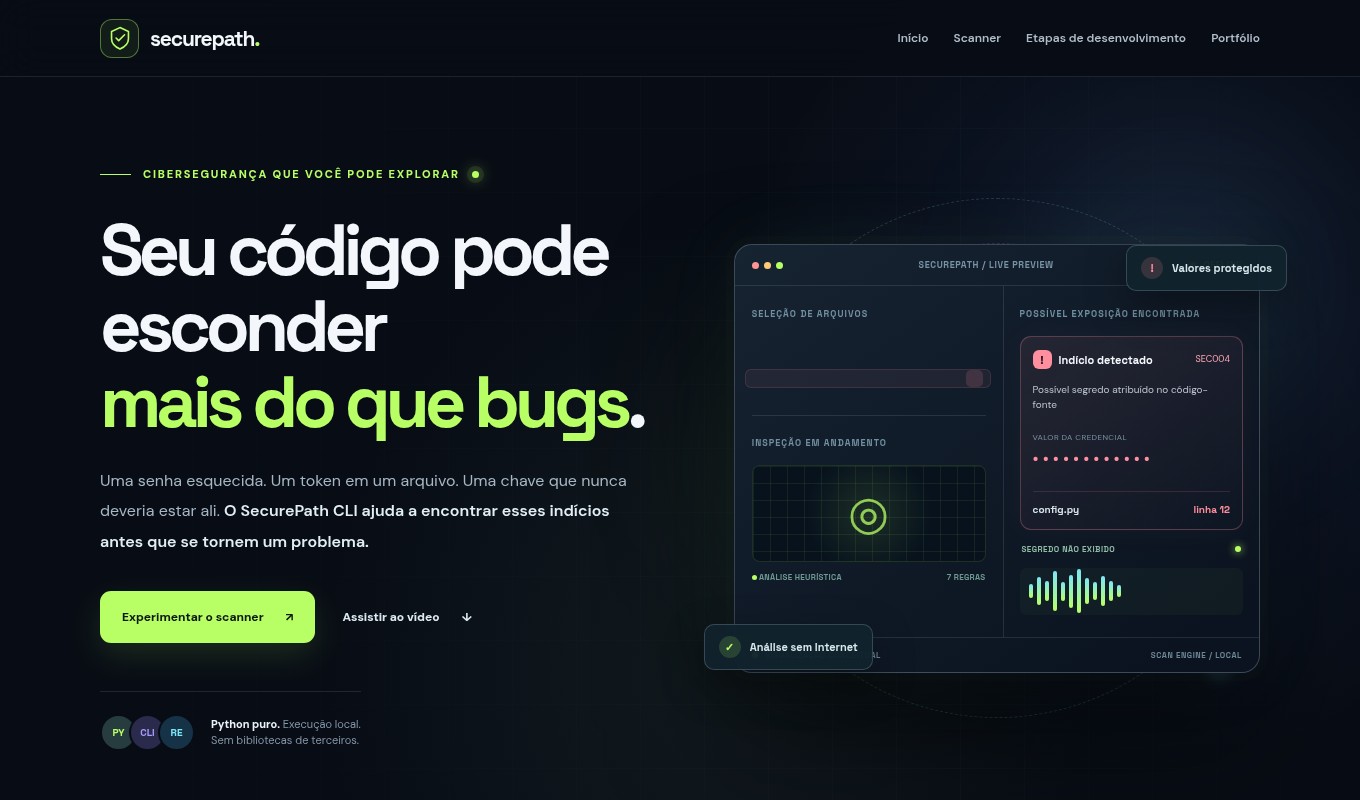 securepath.
Início
Scanner
Etapas de desenvolvimento
Portfólio
CIBERSEGURANÇA QUE VOCÊ PODE EXPLORAR
Seu código pode
esconder
mais do que bugs.
Uma senha esquecida. Um token em um arquivo. Uma chave que nunca
deveria estar ali. O SecurePath CLI ajuda a encontrar esses indícios
antes que se tornem um problema.
Experimentar o scanner ↗
Assistir ao vídeo ↓
PY
CLI
RE
Python puro. Execução local.
Sem bibliotecas de terceiros.
SECUREPATH / LIVE PREVIEW
! Valores protegidos
SELEÇÃO DE ARQUIVOS
INSPEÇÃO EM ANDAMENTO
ANÁLISE HEURÍSTICA
7 REGRAS
POSSÍVEL EXPOSIÇÃO ENCONTRADA
! Indício detectado
SEC004
Possível segredo atribuído no código-
fonte
VALOR DA CREDENCIAL
••••••••••••
config.py
linha 12
SEGREDO NÃO EXIBIDO
✓ Análise sem Internet
AL
SCAN ENGINE / LOCAL